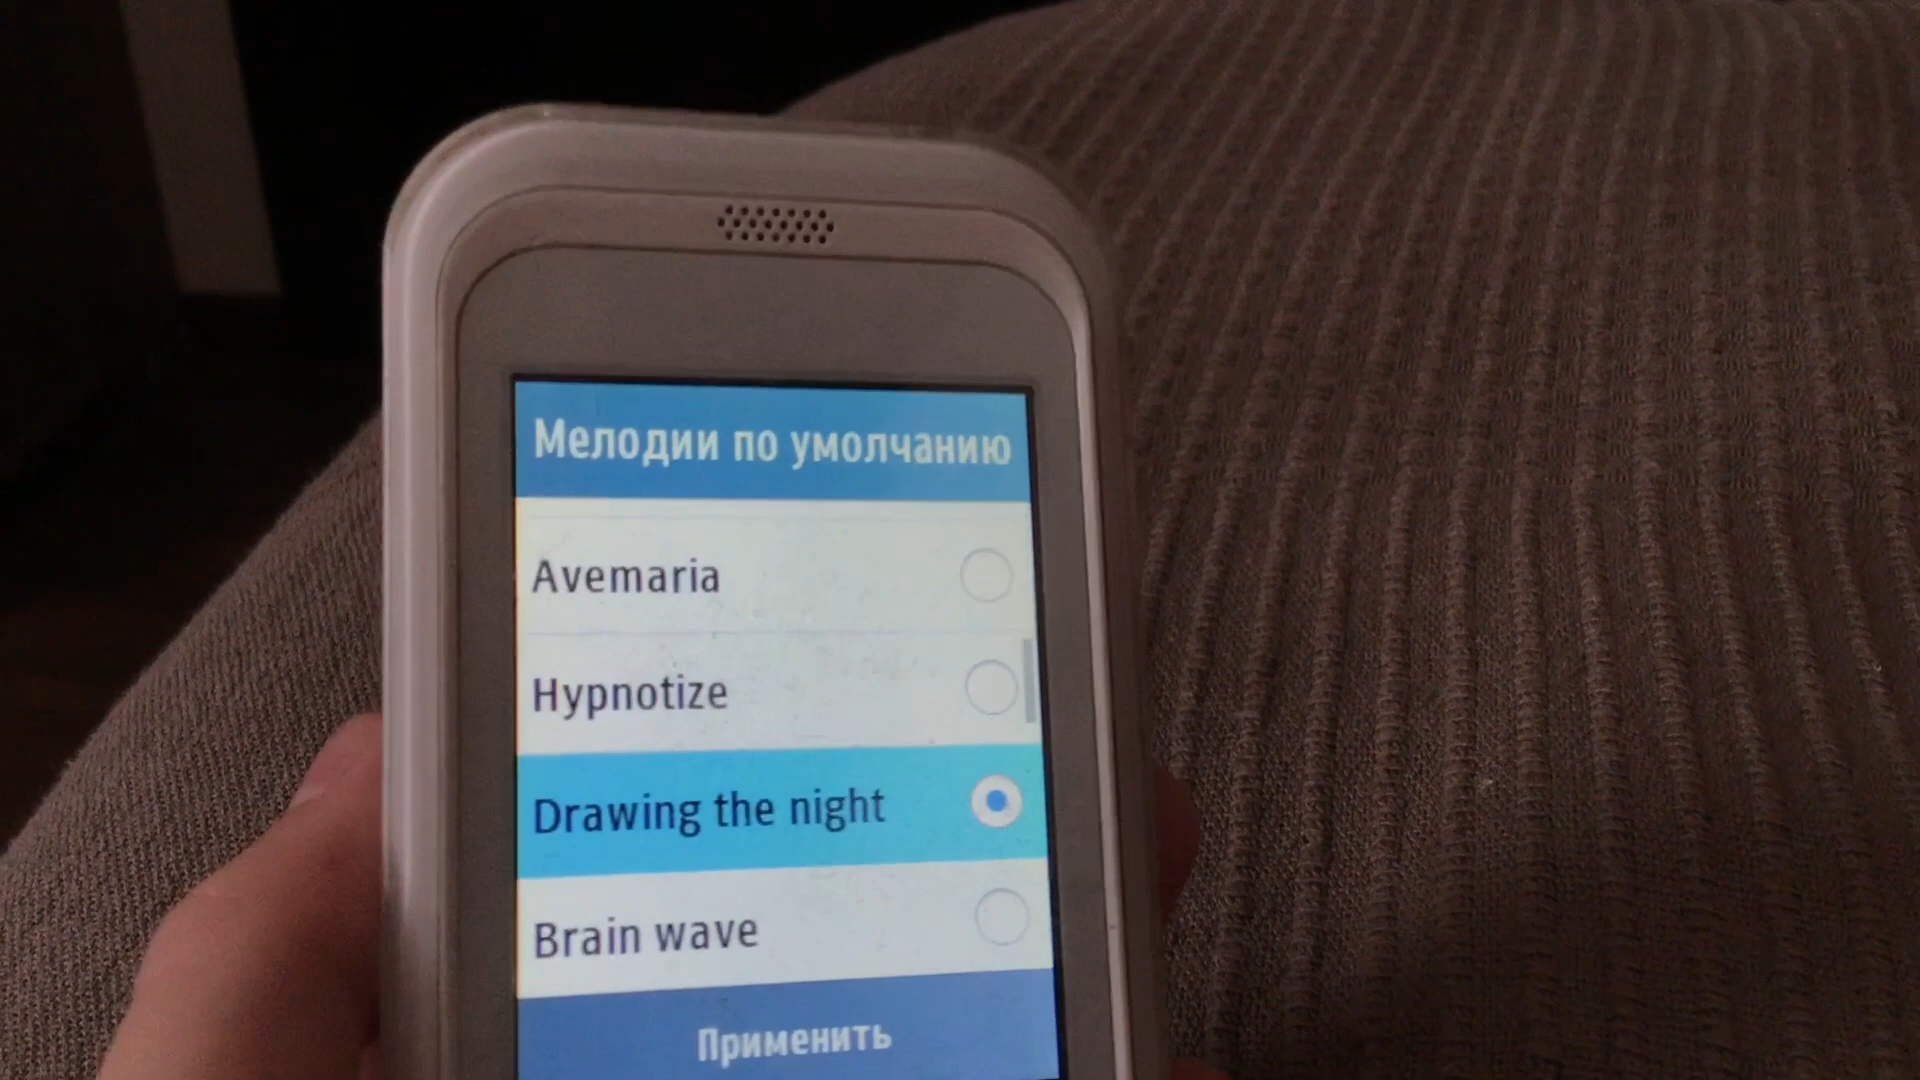 Мелодии по умолчанию
Avemaria
Hypnotize
Drawing the night
Brain wave
Применить